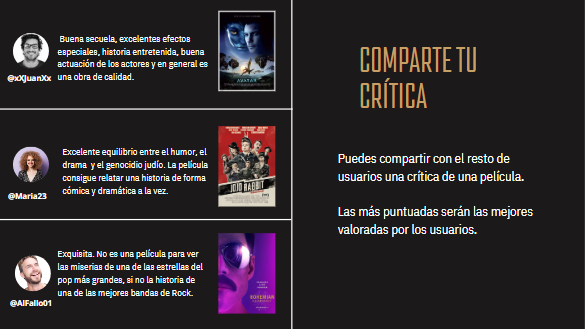 Buena secuela, excelentes efectos
especiales, historia entretenida, buena
actuación de los actores y en general es
una obra de calidad.
@xXJuanXx
AVATAR
Excelente equilibrio entre el humor, el
drama y el genocidio judío. La película
consigue relatar una historia de forma
cómica y dramática a la vez.
@Maria23
JOJO RABBIT
Exquisita. No es una película para ver
las miserias de una de las estrellas del
pop más grandes, si no la historia de
una de las mejores bandas de Rock.
@AlFallo01
BOHEMIAN
COMPARTE TU
CRÍTICA
Puedes compartir con el resto de
usuarios una crítica de una película.
Las más puntuadas serán las mejores
valoradas por los usuarios.